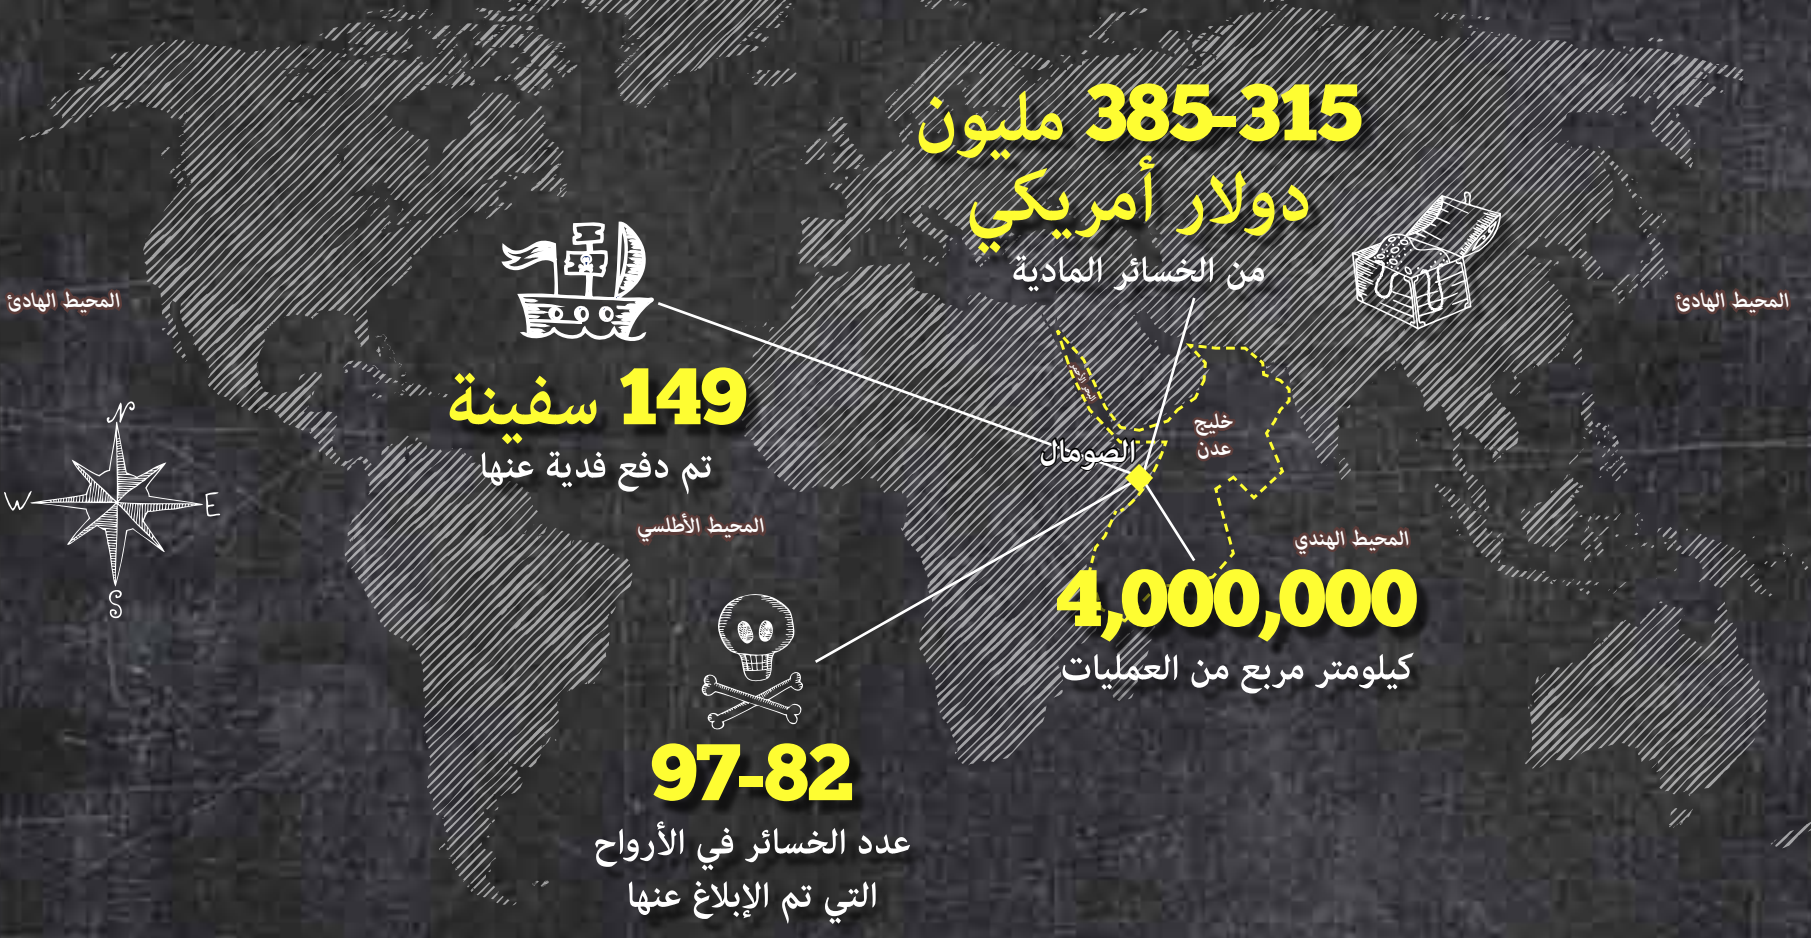 385-315 مليون
دولار أمريكي
من الخسائر المادية
المحيط الهادئ
المحيط الهادئ
149 سفينة
تم دفع فدية عنها
البحر الأحمر
خليج
عدن
الصومال
N
W
E
S
المحيط الأطلسي
المحيط الهندي
4,000,000
كيلومتر مربع من العمليات
97-82
عدد الخسائر في الأرواح
التي تم الإبلاغ عنها